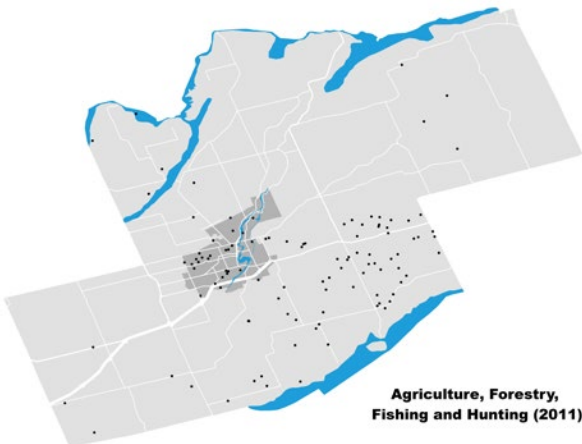 Agriculture, Forestry,
Fishing and Hunting (2011)